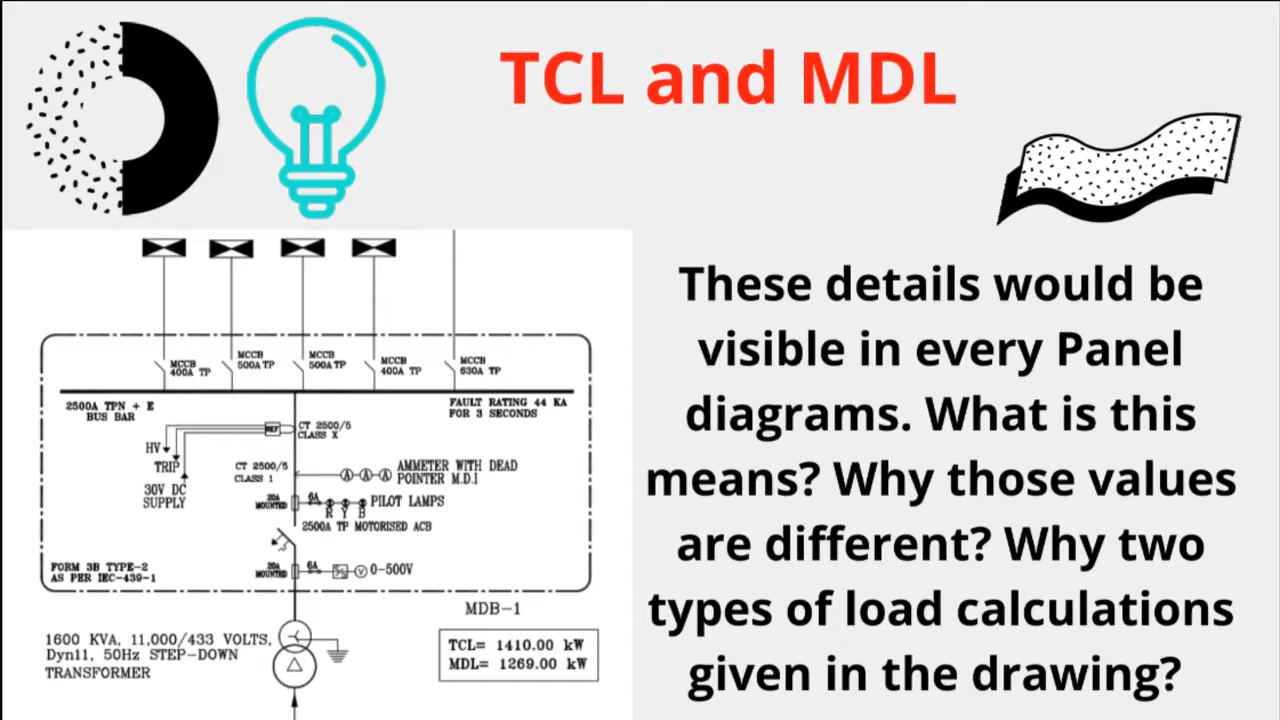 TCL and MDL
These details would be
visible in every Panel
diagrams. What is this
means? Why those values
are different? Why two
types of load calculations
given in the drawing?
MCCB
400A TP
MCCB
500A TP
MCCB
500A TP
MCCB
400A TP
MCCB
630A TP
2500A TPN + E
BUS BAR
FAULT RATING 44 KA
FOR 3 SECONDS
REF
CT 2500/5
CLASS X
HV
TRIP
30V DC
SUPPLY
CT 2500/5
CLASS 1
A A A
AMMETER WITH DEAD
POINTER M.D.I
20A
MOUNTED
6A
R Y B
PILOT LAMPS
2500A TP MOTORISED ACB
20A
MOUNTED
6A
V
0-500V
FORM 3B TYPE-2
AS PER IEC-439-1
MDB-1
1600 KVA, 11,000/433 VOLTS,
Dyn11, 50Hz STEP-DOWN
TRANSFORMER
TCL= 1410.00 kW
MDL= 1269.00 kW